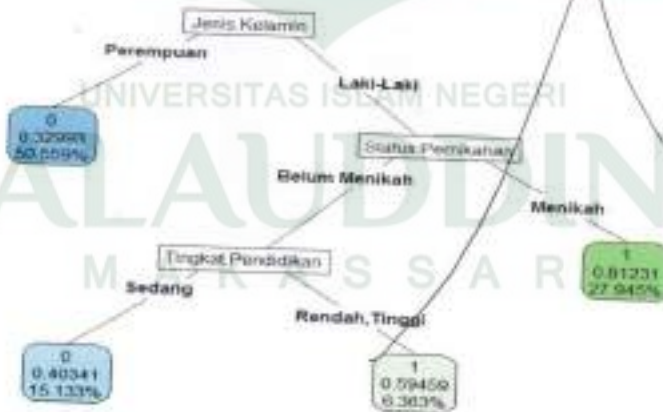 Jenis Kelamin
Perempuan
Laki-Laki
UNIVERSITAS ISLAM NEGERI
0
0.32993
50.559%
Status Pernikahan
ALAUDDIN
Belum Menikah
Menikah
Tingkat Pendidikan
1
0.81231
27.945%
M A K A S S A R
Sedang
Rendah,Tinggi
0
0.40341
15.133%
1
0.59459
6.363%